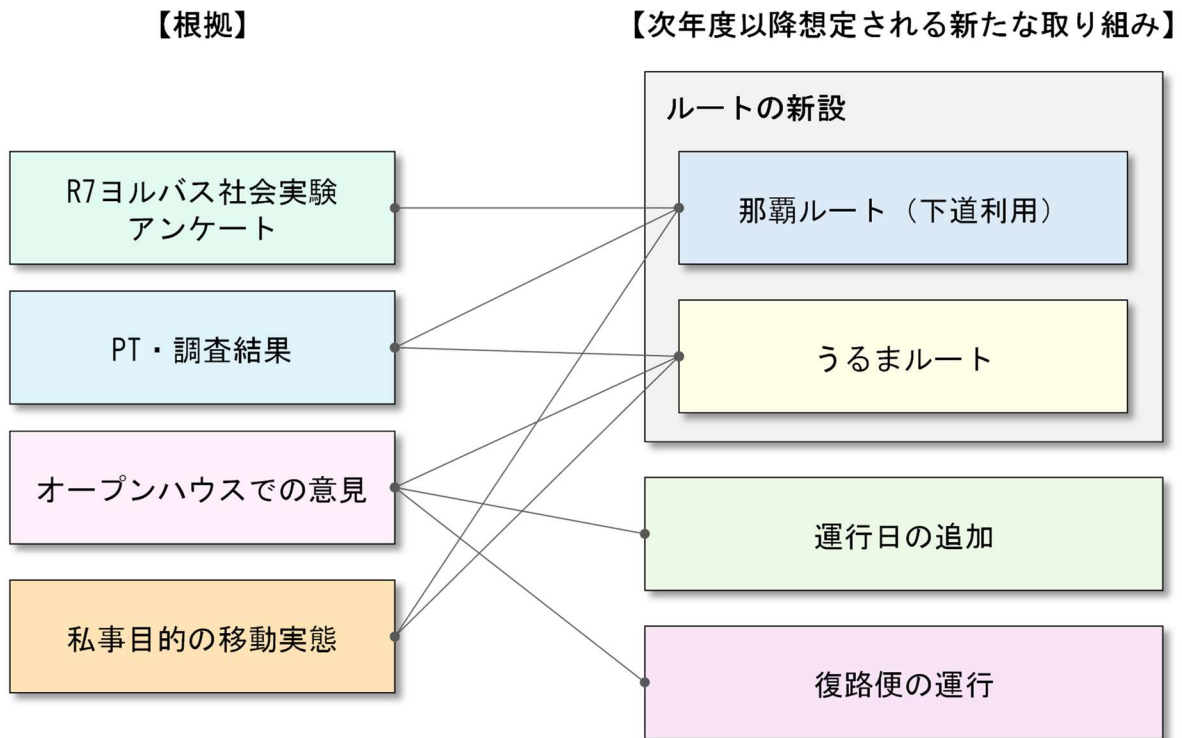 【根拠】
【次年度以降想定される新たな取り組み】
ルートの新設
R7ヨルバス社会実験
アンケート
那覇ルート（下道利用）
PT・調査結果
うるまルート
オープンハウスでの意見
運行日の追加
私事目的の移動実態
復路便の運行